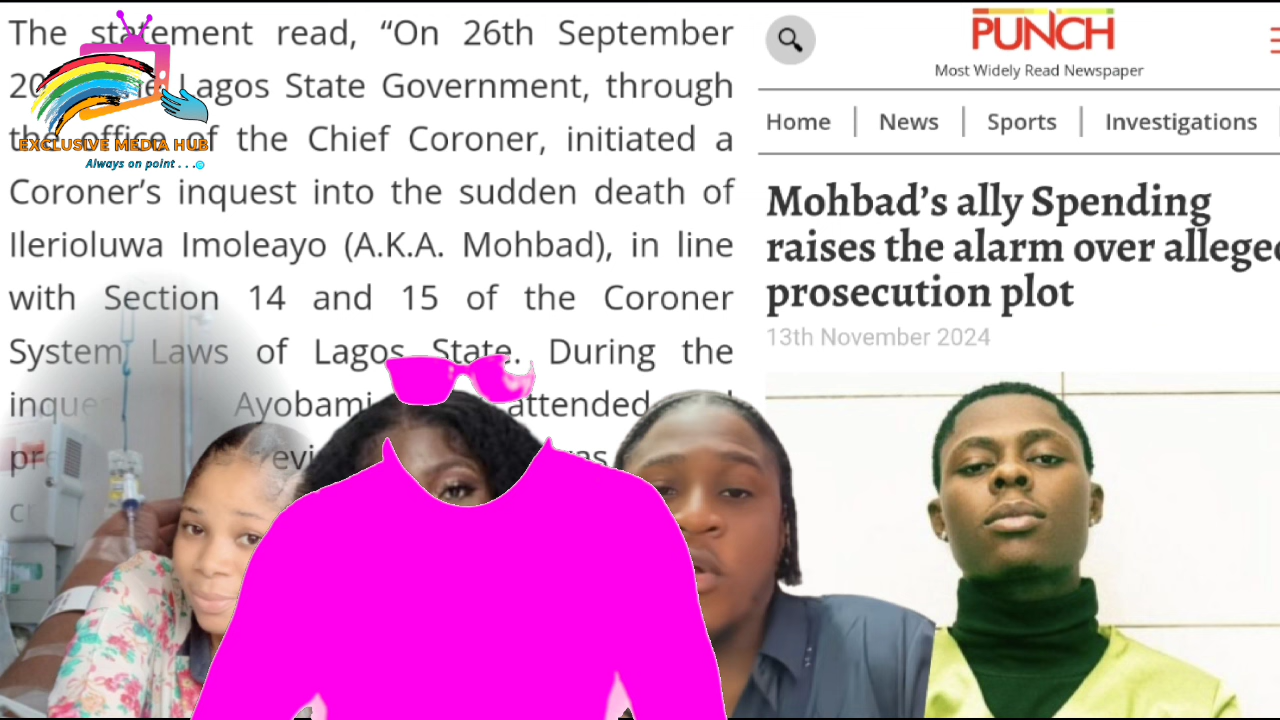 The statement read, “On 26th September
20 Lagos State Government, through
the office of the Chief Coroner, initiated a
Coroner’s inquest into the sudden death of
Ilerioluwa Imoleayo (A.K.A. Mohbad), in line
with Section 14 and 15 of the Coroner
System Laws of Lagos State. During the
Ayobami attended
EXCLUSIVE MEDIA HUB
Always on point . . .
PUNCH
Most Widely Read Newspaper
Home | News | Sports | Investigations
Mohbad’s ally Spending
raises the alarm over alleged
prosecution plot
13th November 2024